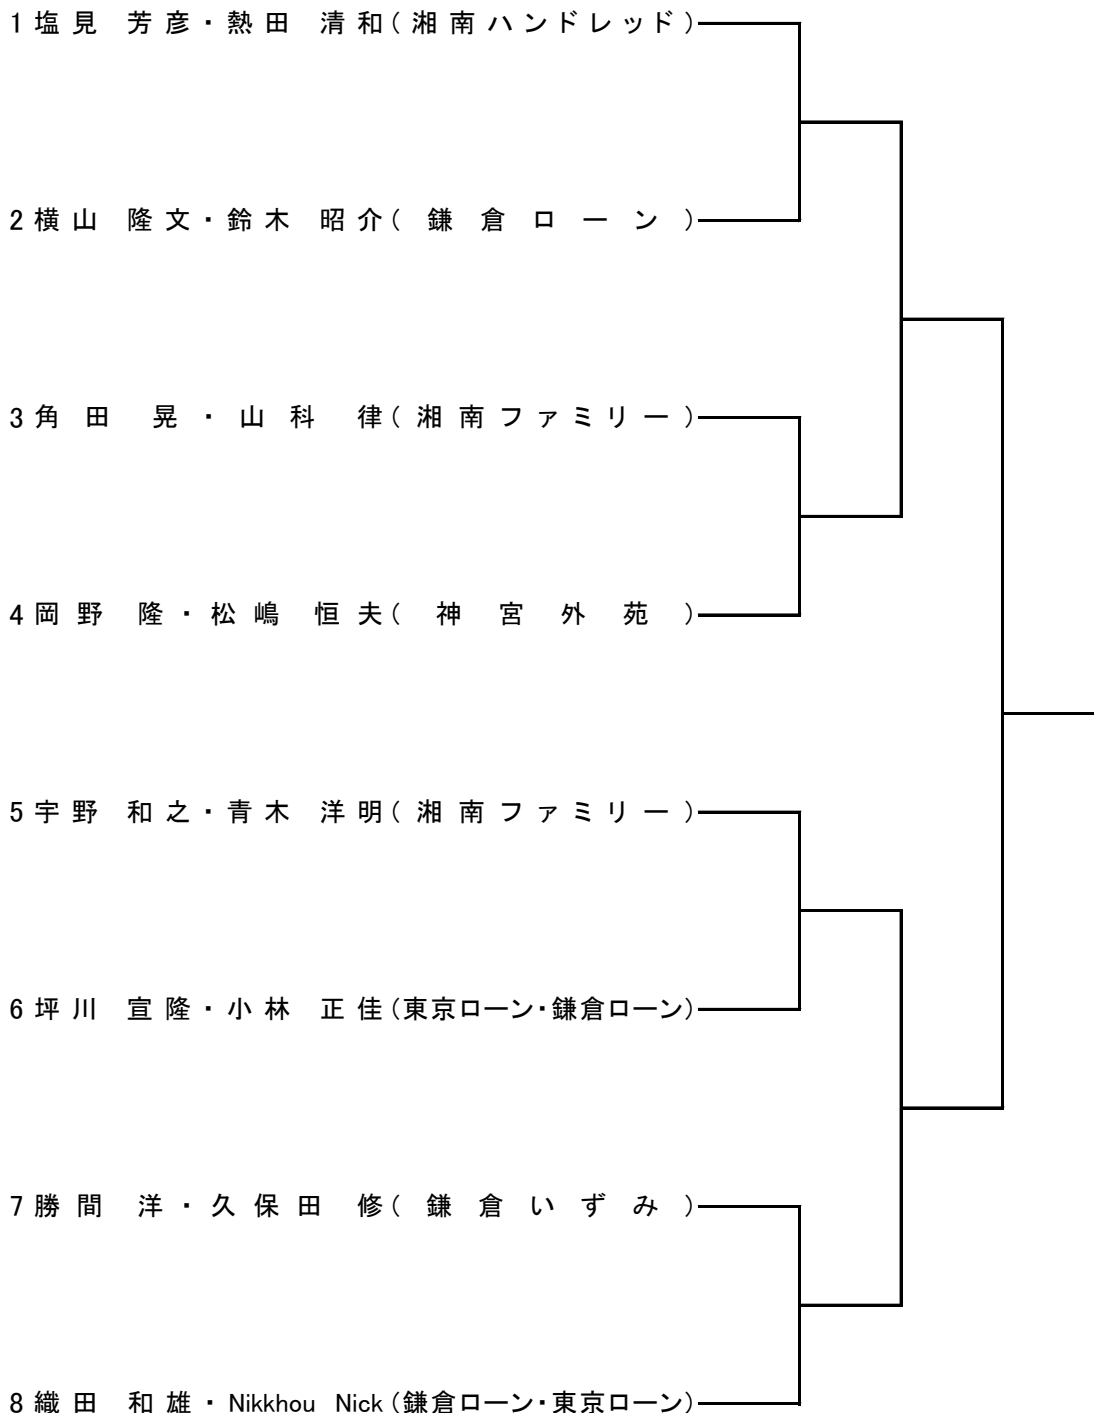 1 塩見 芳彦・熱田 清和(湘南ハンドレッド)
2 横山 隆文・鈴木 昭介(鎌倉ローン)
3 角田 晃・山科 律(湘南ファミリー)
4 岡野 隆・松嶋 恒夫(神宮外苑)
5 宇野 和之・青木 洋明(湘南ファミリー)
6 坪川 宣隆・小林 正佳(東京ローン・鎌倉ローン)
7 勝間 洋・久保田 修(鎌倉いずみ)
8 織田 和雄・Nikkhou Nick(鎌倉ローン・東京ローン)